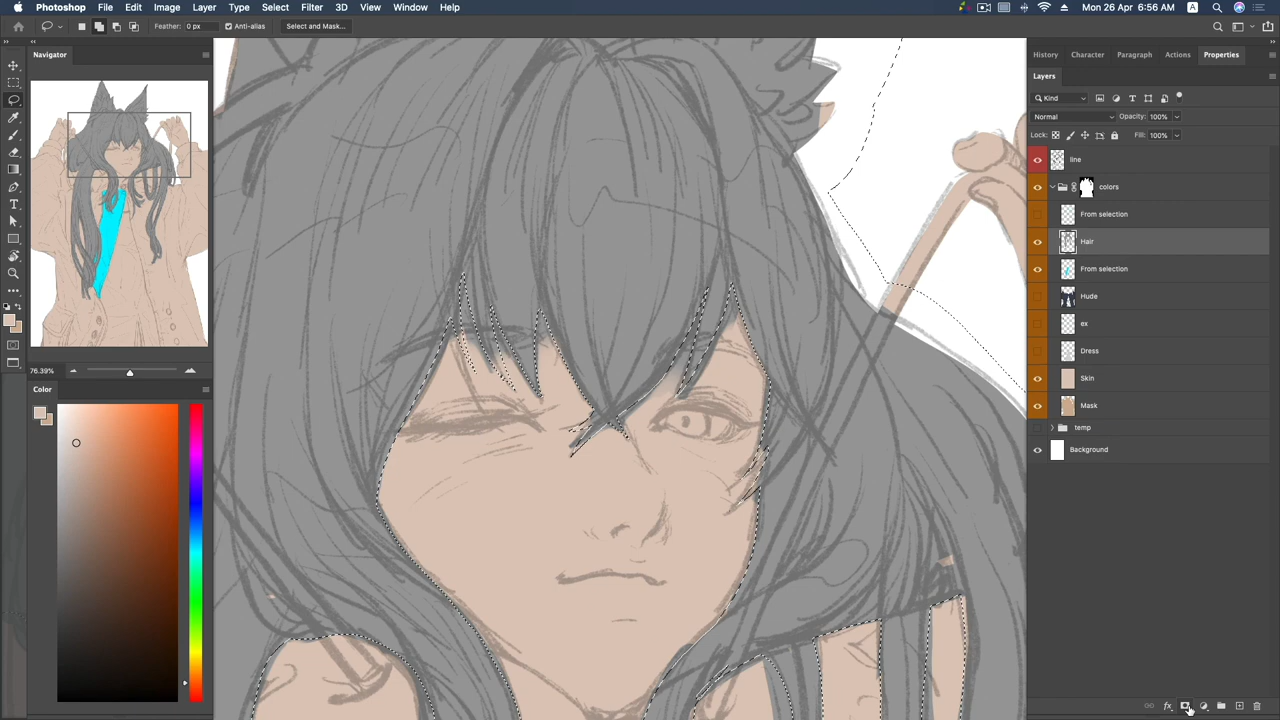 Photoshop File Edit Image Layer Type Select Filter 3D View Window Help A Mon 26 Apr 6:56 AM
Feather: 0 px Anti-alias Select and Mask...
Navigator
76.39%
Color
History Character Paragraph Actions Properties
Layers
Kind
Normal Opacity: 100%
Lock: Fill: 100%
line
colors
From selection
Hair
From selection
Hude
ex
Dress
Skin
Mask
temp
Background
fx